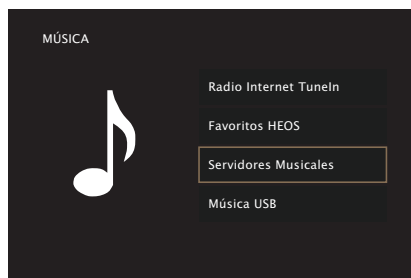 MÚSICA
Radio Internet TuneIn
Favoritos HEOS
Servidores Musicales
Música USB